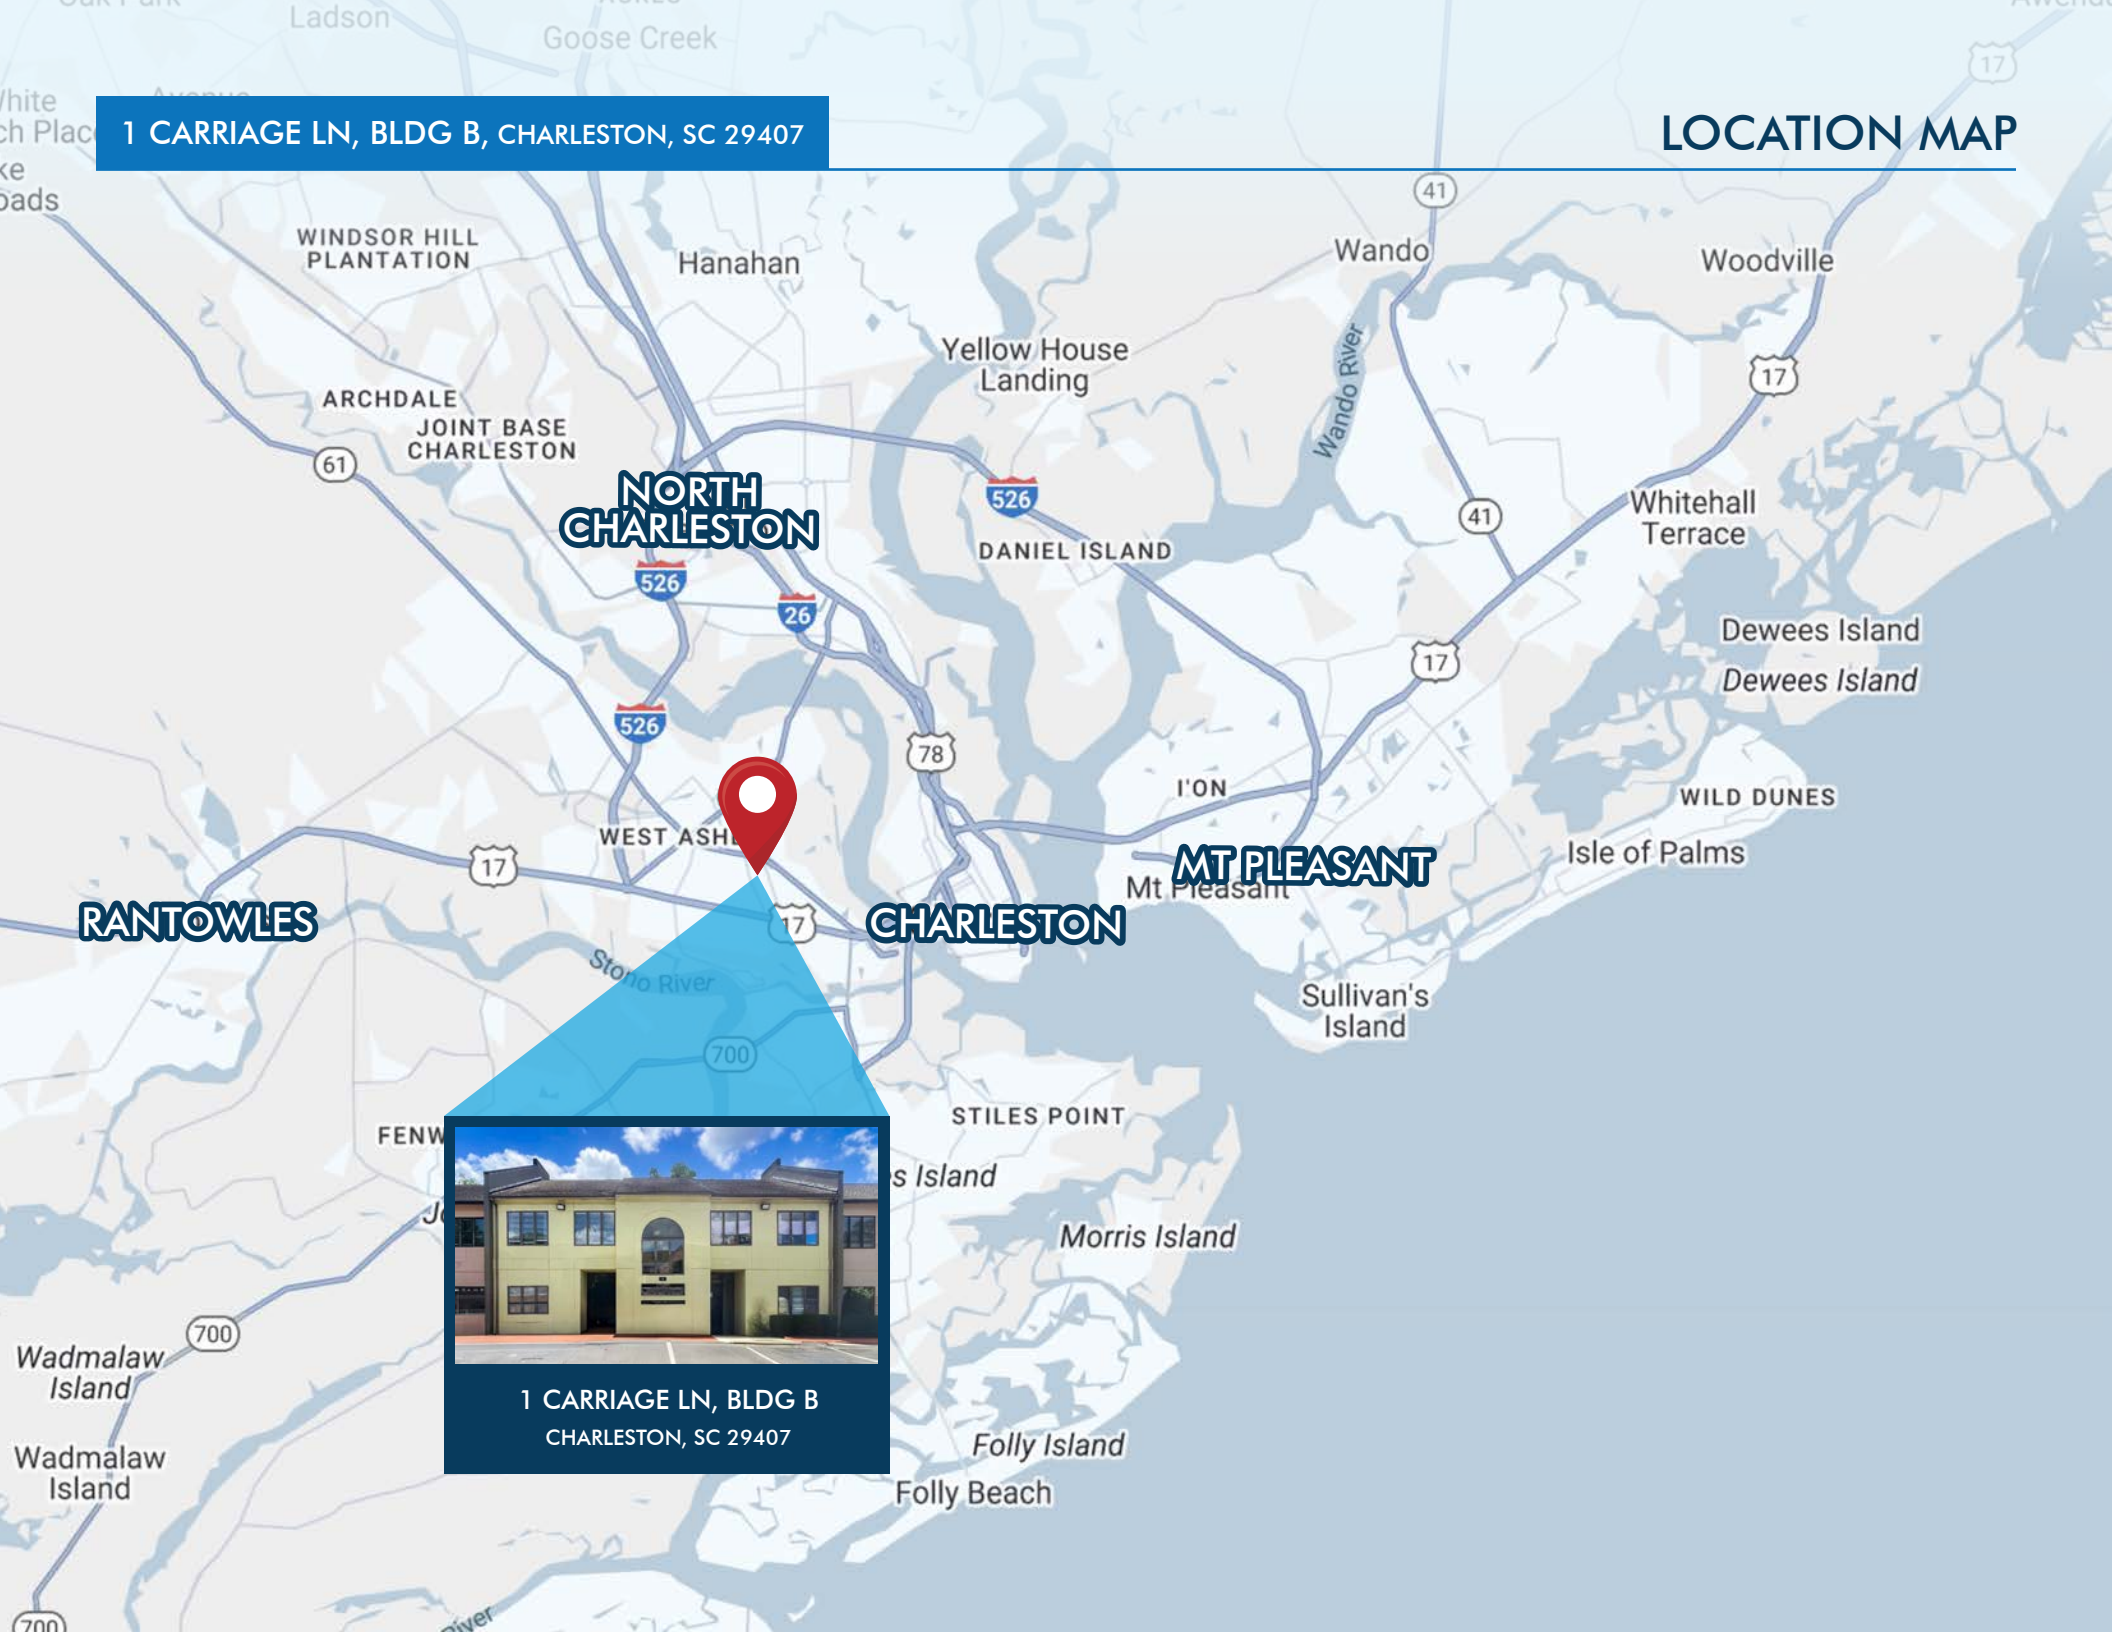 Ladson
Goose Creek
17
1 CARRIAGE LN, BLDG B, CHARLESTON, SC 29407
LOCATION MAP
41
WINDSOR HILL
PLANTATION
Hanahan
Wando
Woodville
Yellow House
Landing
Wando River
17
ARCHDALE
JOINT BASE
CHARLESTON
61
NORTH
CHARLESTON
526
41
Whitehall
Terrace
DANIEL ISLAND
526
26
Dewees Island
17
Dewees Island
526
78
I'ON
WILD DUNES
WEST ASH
17
Isle of Palms
MT PLEASANT
Mt Pleasant
RANTOWLES
17
CHARLESTON
Stono River
Sullivan's
Island
700
STILES POINT
FENW
s Island
Morris Island
700
Wadmalaw
Island
1 CARRIAGE LN, BLDG B
CHARLESTON, SC 29407
Folly Island
Wadmalaw
Island
Folly Beach
River
700